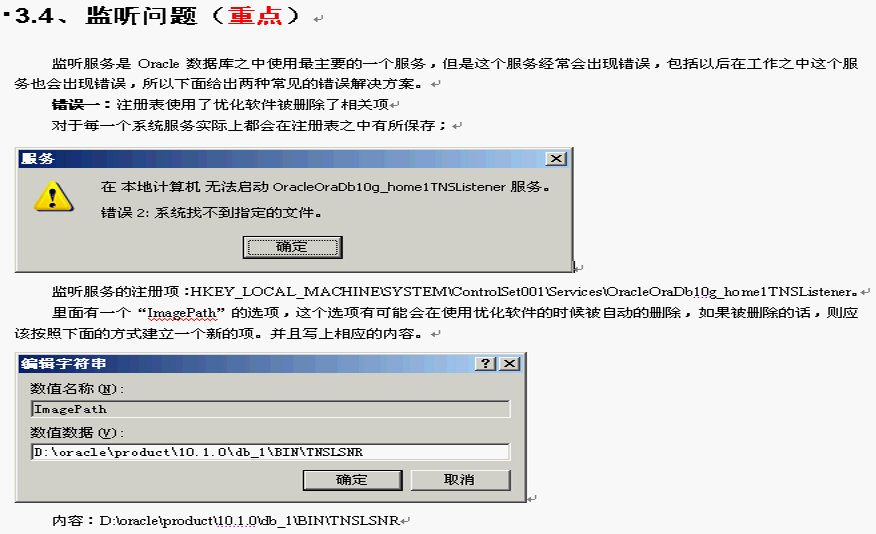 ▪3.4、监听问题（重点）
监听服务是 Oracle 数据库之中使用最主要的一个服务，但是这个服务经常会出现错误，包括以后在工作之中这个服
务也会出现错误，所以下面给出两种常见的错误解决方案。
错误一：注册表使用了优化软件被删除了相关项
对于每一个系统服务实际上都会在注册表之中有所保存；
服务
在 本地计算机 无法启动 OracleOraDb10g_home1TNSListener 服务。
错误 2: 系统找不到指定的文件。
确定
监听服务的注册项：HKEY_LOCAL_MACHINE\SYSTEM\ControlSet001\Services\OracleOraDb10g_home1TNSListener。
里面有一个“ImagePath”的选项，这个选项有可能会在使用优化软件的时候被自动的删除，如果被删除的话，则应
该按照下面的方式建立一个新的项。并且写上相应的内容。
编辑字符串
数值名称(N):
ImagePath
数值数据(V):
D:\oracle\product\10.1.0\db_1\BIN\TNSLSNR
确定 取消
内容：D:\oracle\product\10.1.0\db_1\BIN\TNSLSNR